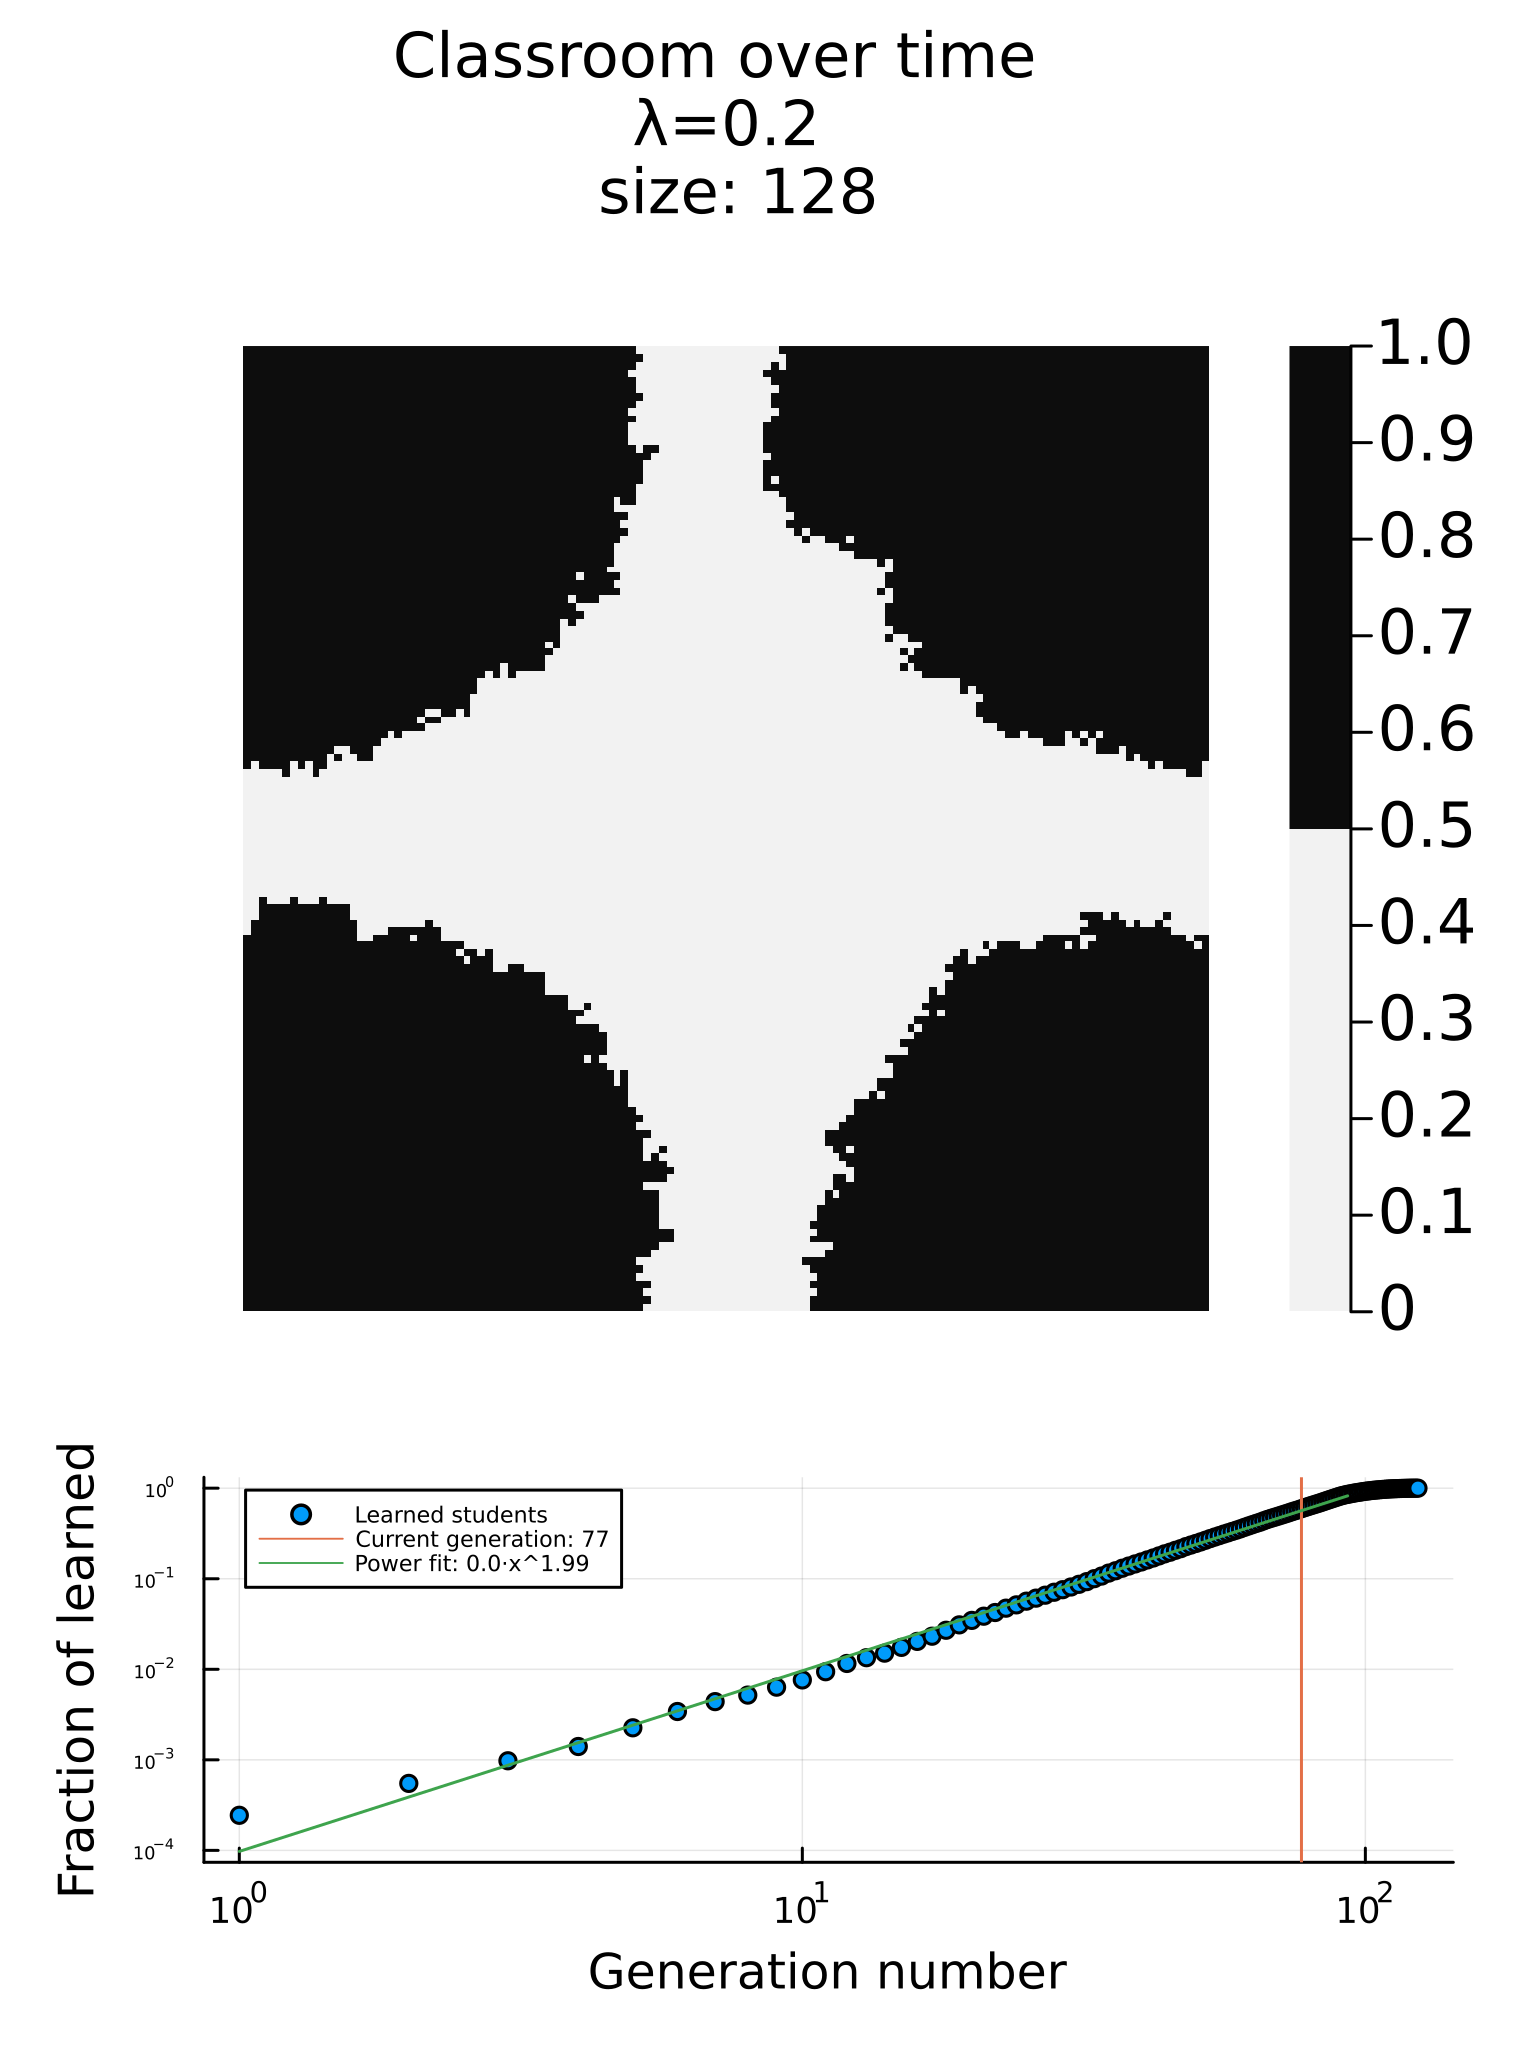 Classroom over time
λ=0.2
size: 128
1.0
0.9
0.8
0.7
0.6
0.5
0.4
0.3
0.2
0.1
0
Fraction of learned
10^0
10^-1
10^-2
10^-3
10^-4
Learned students
Current generation: 77
Power fit: 0.0·x^1.99
10^0
10^1
10^2
Generation number